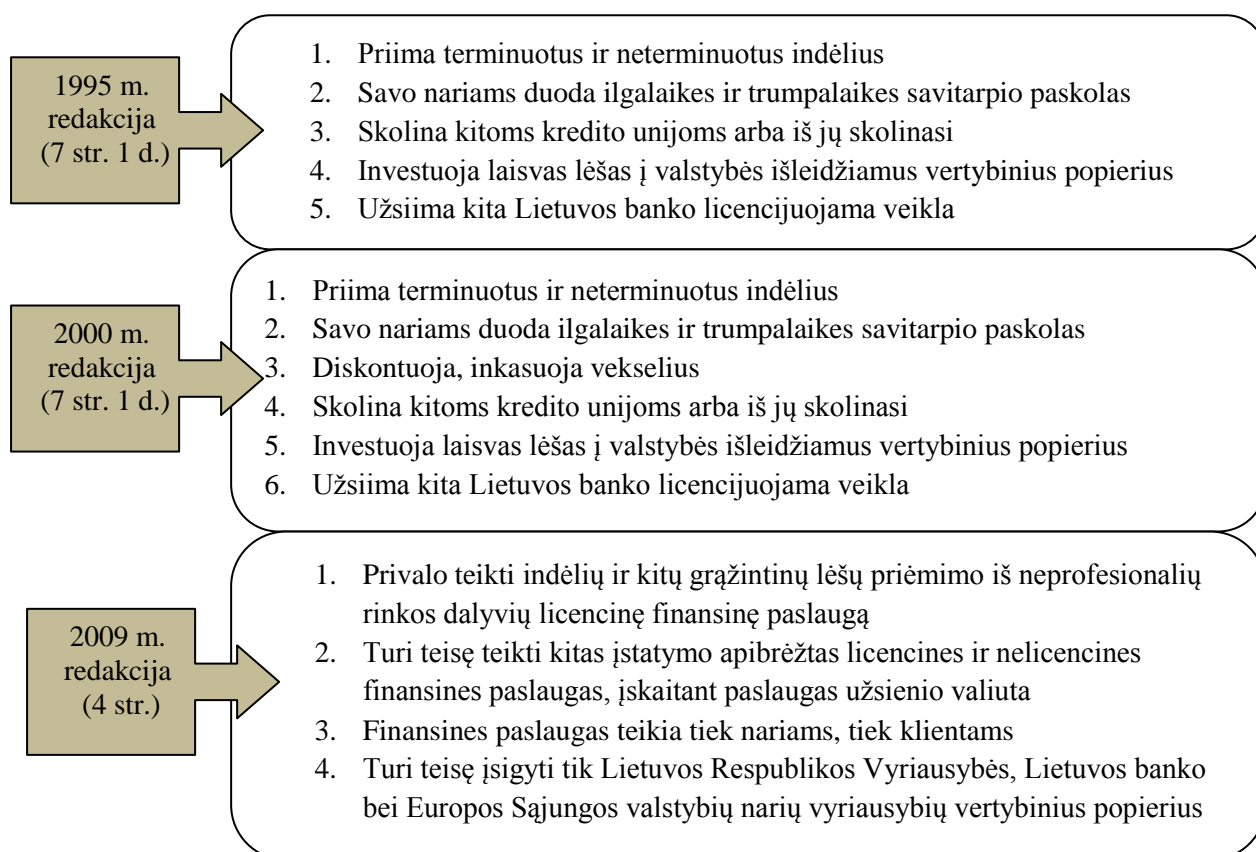 1995 m.
redakcija
(7 str. 1 d.)
1. Priima terminuotus ir neterminuotus indėlius
2. Savo nariams duoda ilgalaikes ir trumpalaikes savitarpio paskolas
3. Skolina kitoms kredito unijoms arba iš jų skolinasi
4. Investuoja laisvas lėšas į valstybės išleidžiamus vertybinius popierius
5. Užsiima kita Lietuvos banko licencijuojama veikla
2000 m.
redakcija
(7 str. 1 d.)
1. Priima terminuotus ir neterminuotus indėlius
2. Savo nariams duoda ilgalaikes ir trumpalaikes savitarpio paskolas
3. Diskontuoja, inkasuoja vekselius
4. Skolina kitoms kredito unijoms arba iš jų skolinasi
5. Investuoja laisvas lėšas į valstybės išleidžiamus vertybinius popierius
6. Užsiima kita Lietuvos banko licencijuojama veikla
2009 m.
redakcija
(4 str.)
1. Privalo teikti indėlių ir kitų grąžintinų lėšų priėmimo iš neprofesionalių
rinkos dalyvių licencinę finansinę paslaugą
2. Turi teisę teikti kitas įstatymo apibrėžtas licencines ir nelicencines
finansines paslaugas, įskaitant paslaugas užsienio valiuta
3. Finansines paslaugas teikia tiek nariams, tiek klientams
4. Turi teisę įsigyti tik Lietuvos Respublikos Vyriausybės, Lietuvos banko
bei Europos Sąjungos valstybių narių vyriausybių vertybinius popierius